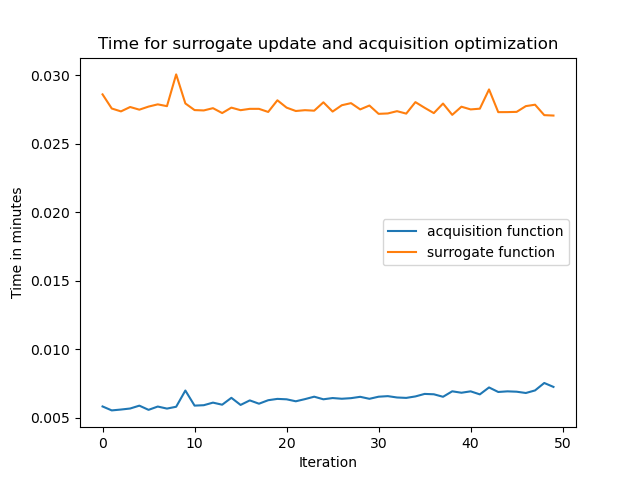 Time for surrogate update and acquisition optimization
0.030
0.025
0.020
0.015
0.010
0.005
Time in minutes
acquisition function
surrogate function
0 10 20 30 40 50
Iteration